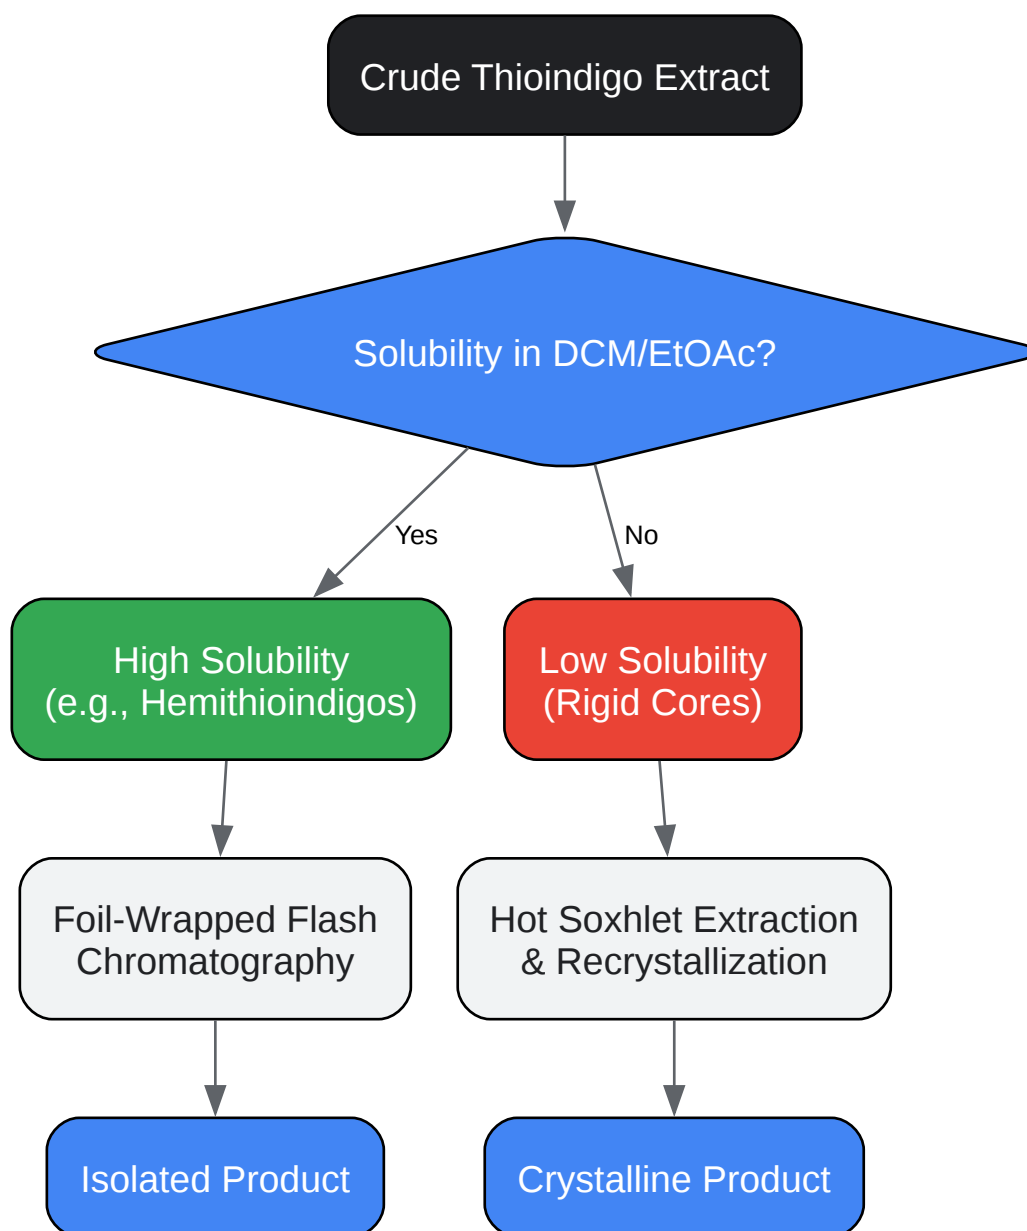 Crude Thioindigo Extract
Solubility in DCM/EtOAc?
Yes
No
High Solubility
(e.g., Hemithioindigos)
Low Solubility
(Rigid Cores)
Foil-Wrapped Flash
Chromatography
Hot Soxhlet Extraction
& Recrystallization
Isolated Product
Crystalline Product